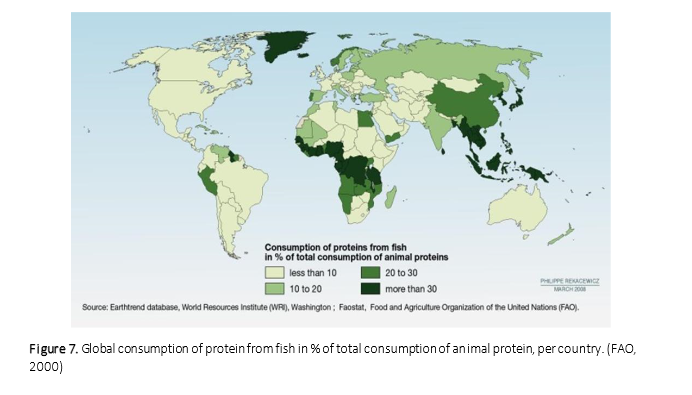 Consumption of proteins from fish
in % of total consumption of animal proteins
less than 10
20 to 30
10 to 20
more than 30
PHILIPPE REKACEWICZ
MARCH 2008
Source: Earthtrend database, World Resources Institute (WRI), Washington ; Faostat, Food and Agriculture Organization of the United Nations (FAO).
Figure 7. Global consumption of protein from fish in % of total consumption of animal protein, per country. (FAO,
2000)